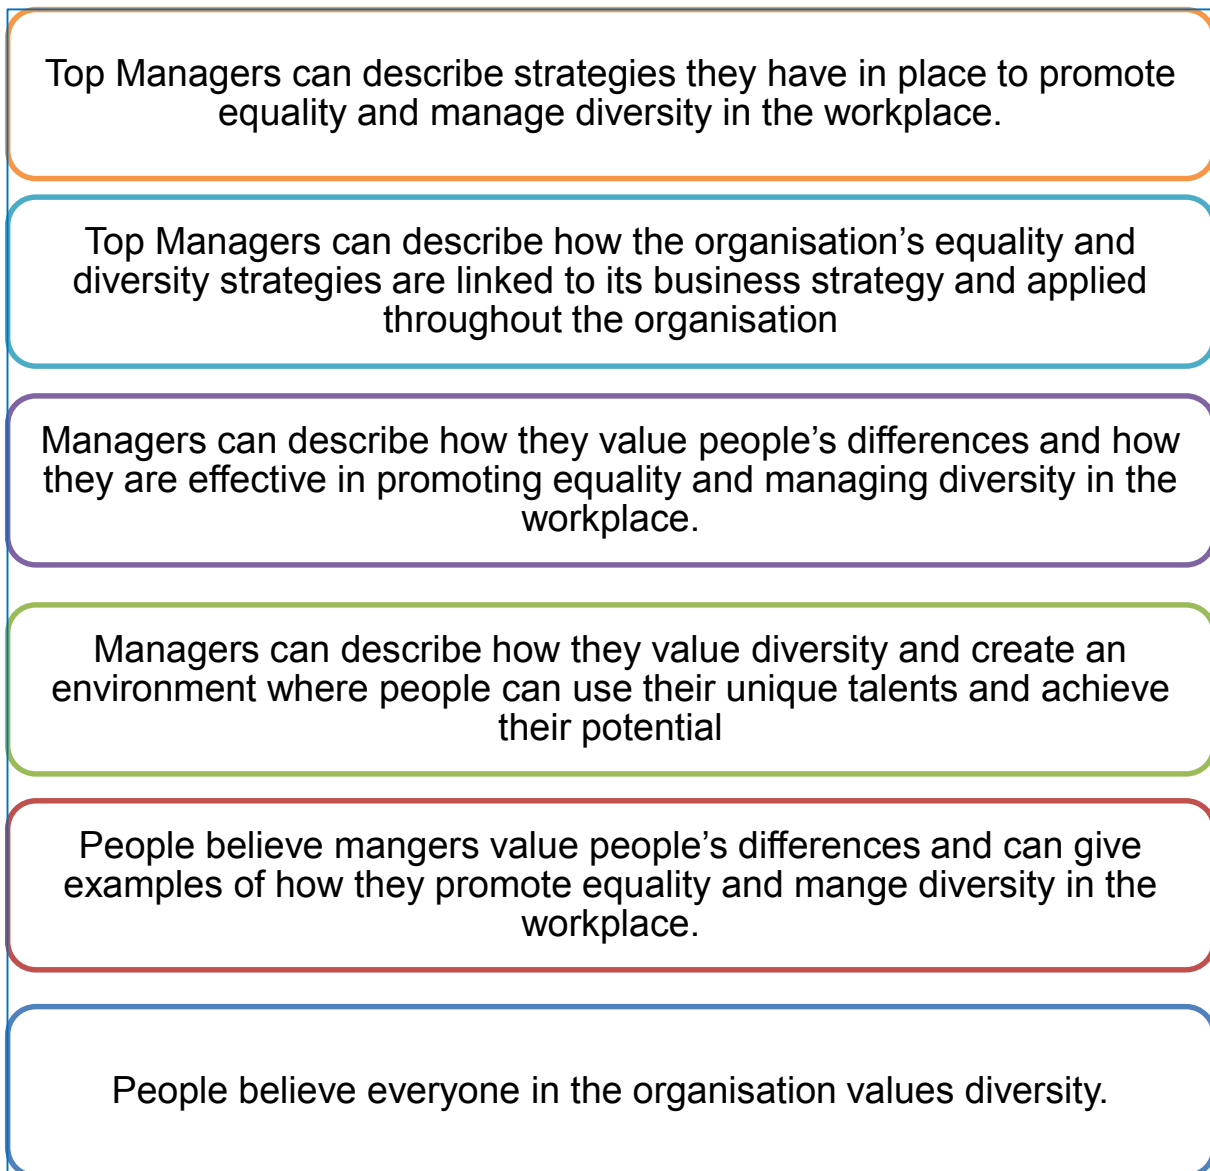 Top Managers can describe strategies they have in place to promote
equality and manage diversity in the workplace.
Top Managers can describe how the organisation’s equality and
diversity strategies are linked to its business strategy and applied
throughout the organisation
Managers can describe how they value people’s differences and how
they are effective in promoting equality and managing diversity in the
workplace.
Managers can describe how they value diversity and create an
environment where people can use their unique talents and achieve
their potential
People believe mangers value people’s differences and can give
examples of how they promote equality and mange diversity in the
workplace.
People believe everyone in the organisation values diversity.